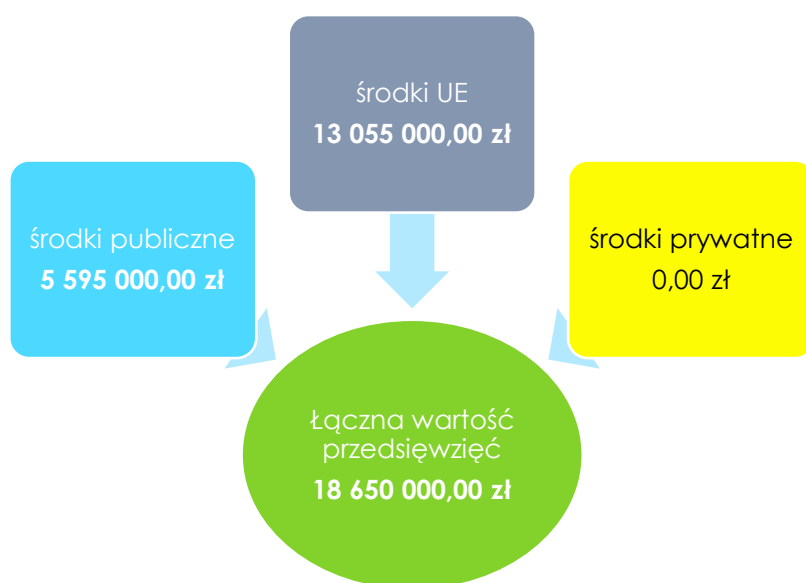 środki UE
13 055 000,00 zł
środki publiczne
5 595 000,00 zł
środki prywatne
0,00 zł
Łączna wartość
przedsięwzięć
18 650 000,00 zł